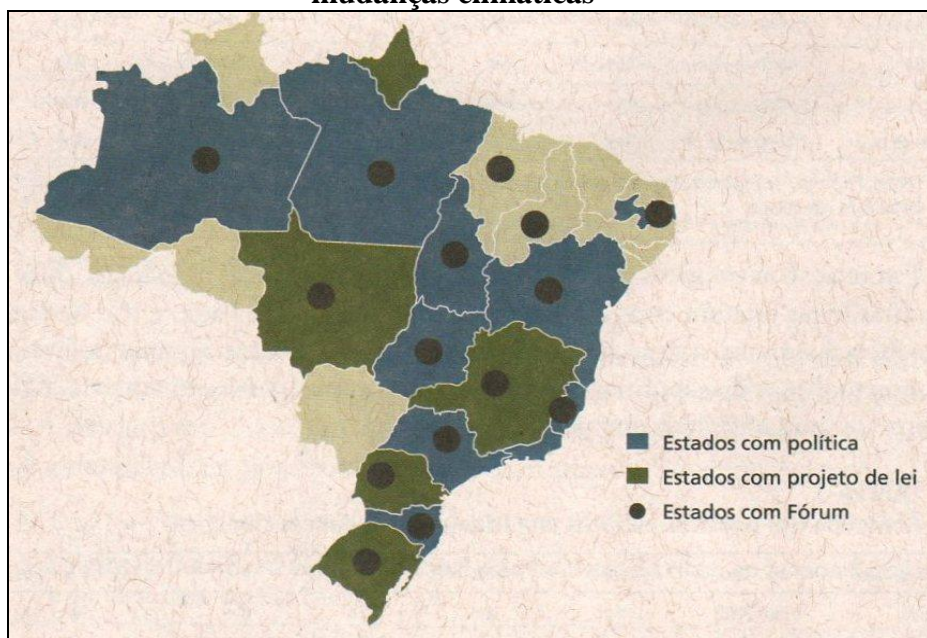 mudanças climáticas
Estados com política
Estados com projeto de lei
Estados com Fórum